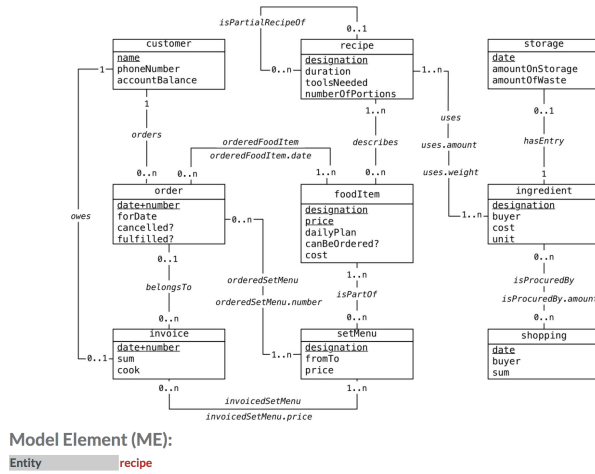 isPartialRecipeOf
0..1
customer
name
phoneNumber
accountBalance
recipe
designation
duration
toolsNeeded
numberOfPortions
storage
date
amountOnStorage
amountOfWaste
1
0..n
1..n
1
1..n
0..1
orders
orderedFoodItem
orderedFoodItem.date
describes
uses
uses.amount
uses.weight
hasEntry
0..n
0..n
1..n
0..n
1
owes
order
date+number
forDate
cancelled?
fulfilled?
0..n
foodItem
designation
price
dailyPlan
canBeOrdered?
cost
1..n
ingredient
designation
buyer
cost
unit
0..1
belongsTo
orderedSetMenu
orderedSetMenu.number
1..n
isPartOf
0..n
isProcuredBy
isProcuredBy.amount
0..n
0..n
0..n
invoice
date+number
sum
cook
0..1
1..n
setMenu
designation
fromTo
price
shopping
date
buyer
sum
0..n
1..n
invoicedSetMenu
invoicedSetMenu.price
Model Element (ME):
Entity recipe